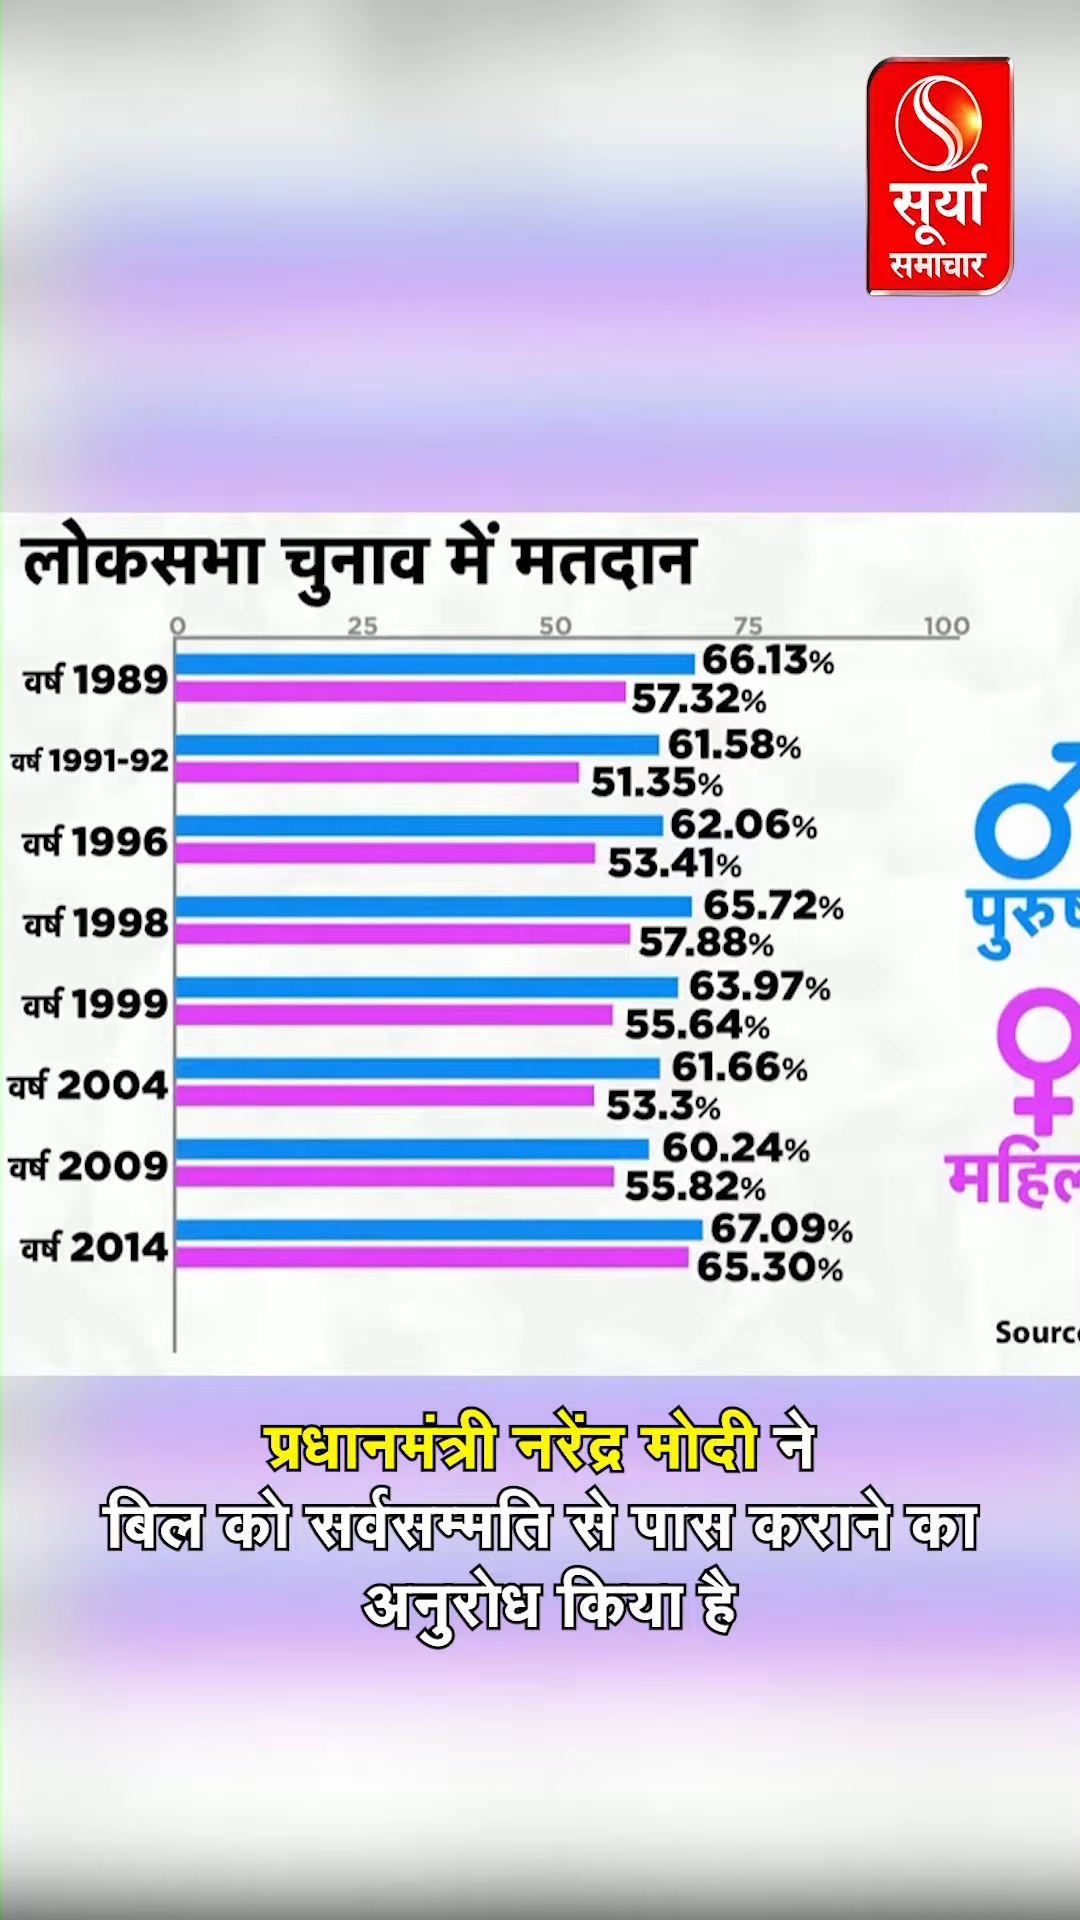 सूर्या
समाचार
लोकसभा चुनाव में मतदान
0 25 50 75 100
वर्ष 1989 66.13%
57.32%
वर्ष 1991-92 61.58%
51.35%
वर्ष 1996 62.06%
53.41%
वर्ष 1998 65.72%
57.88%
वर्ष 1999 63.97%
55.64%
वर्ष 2004 61.66%
53.3%
वर्ष 2009 60.24%
55.82%
वर्ष 2014 67.09%
65.30%
प्रधानमंत्री नरेंद्र मोदी ने
बिल को सर्वसम्मति से पास कराने का
अनुरोध किया है